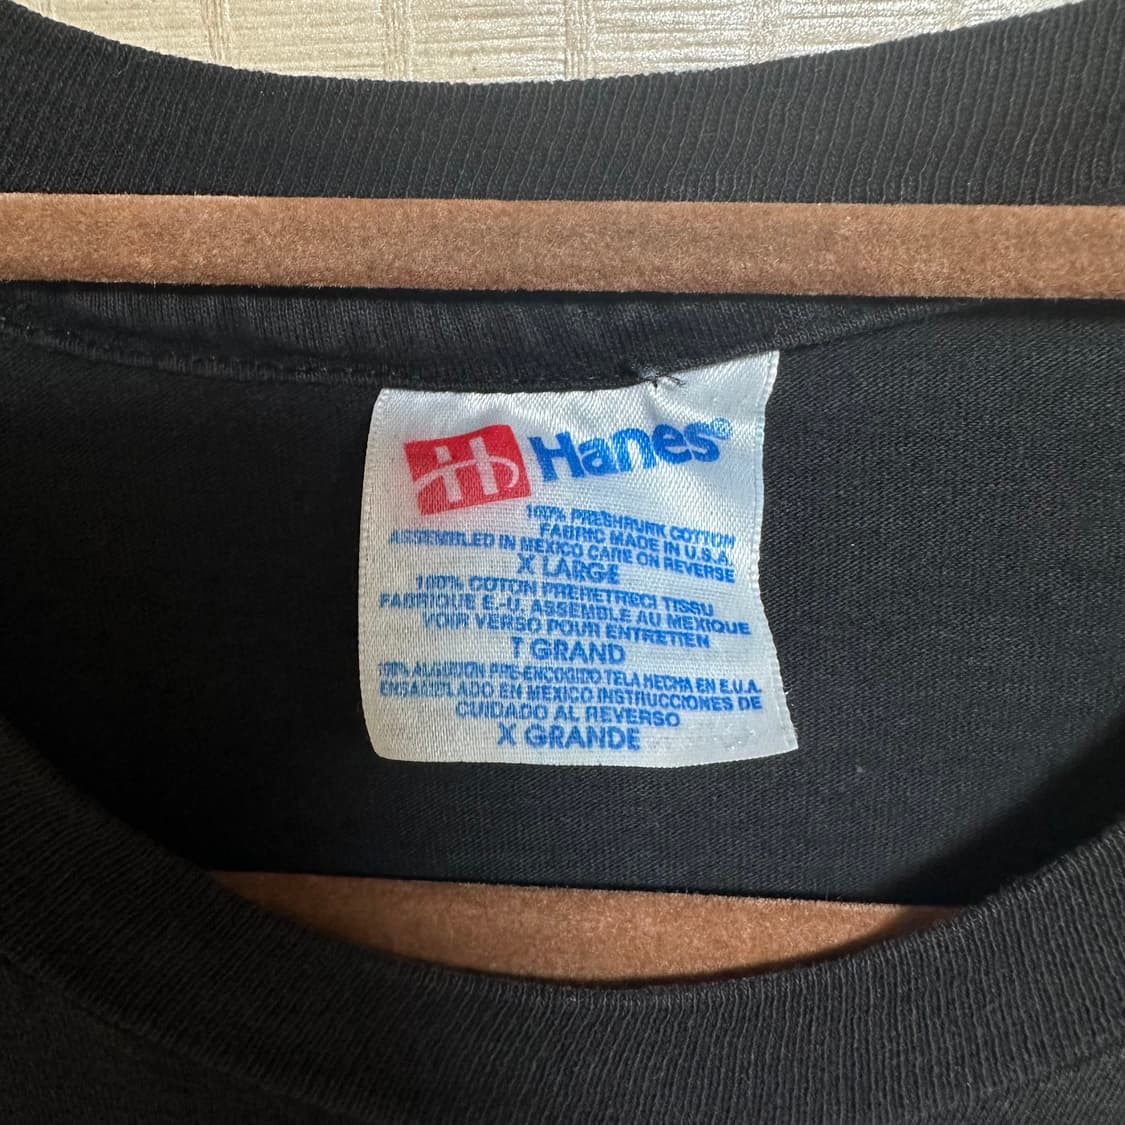 Hanes®
100% PRESHRUNK COTTON
FABRIC MADE IN U.S.A.
ASSEMBLED IN MEXICO CARE ON REVERSE
X LARGE
100% COTON PRERETRECI TISSU
FABRIQUE E.-U. ASSEMBLE AU MEXIQUE
VOIR VERSO POUR ENTRETIEN
T GRAND
100% ALGODON PRE-ENCOGIDO TELA HECHA EN E.U.A.
ENSAMBLADO EN MEXICO INSTRUCCIONES DE
CUIDADO AL REVERSO
X GRANDE